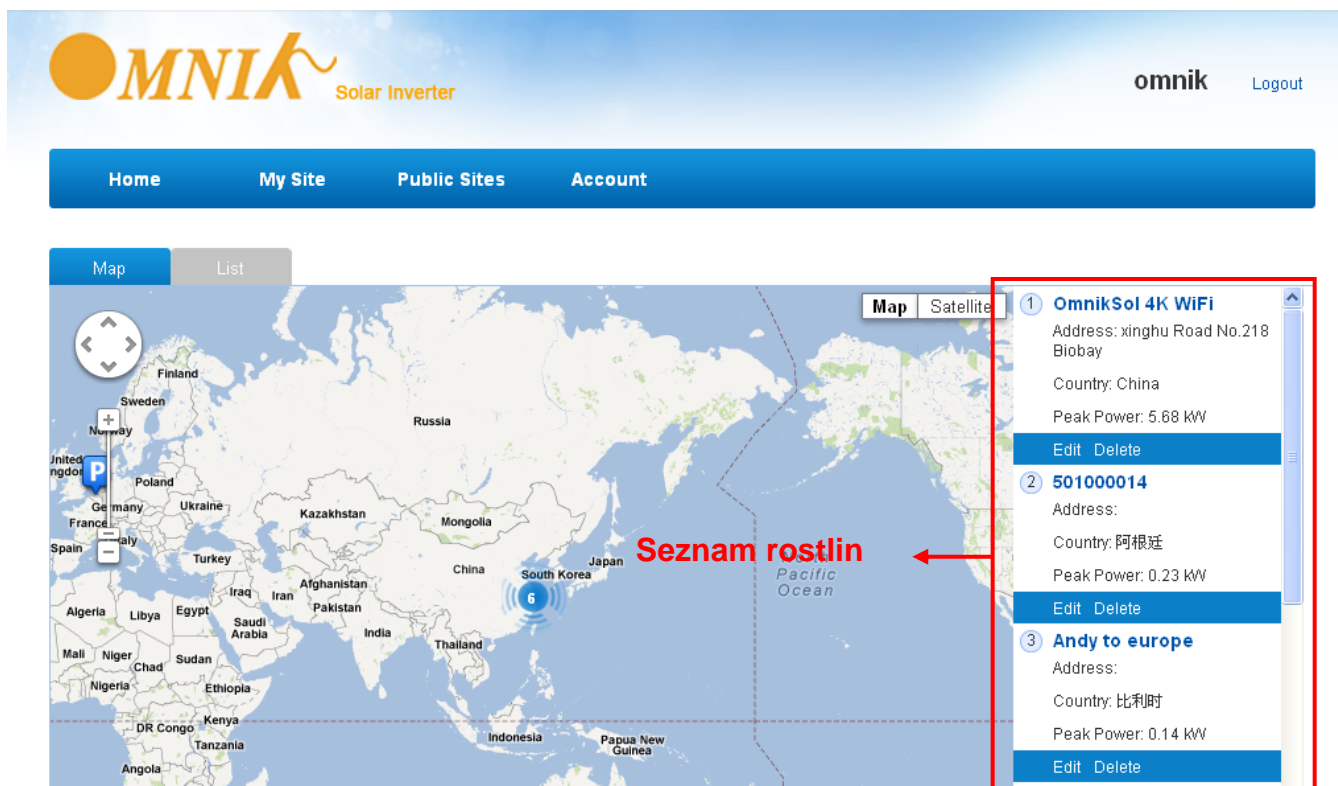 OMNIK Solar Inverter
omnik Logout
Home My Site Public Sites Account
Map List
Map Satellite
Finland
Sweden
Norway
Russia
United
Poland
Germany
Ukraine
France
Kazakhstan
Mongolia
Spain
Italy
Turkey
Japan
China
South Korea
Afghanistan
Iraq
Iran
Pakistan
Algeria
Libya
Egypt
Saudi
Arabia
India
Thailand
Mali
Niger
Chad
Sudan
Nigeria
Ethiopia
DR Congo
Kenya
Tanzania
Indonesia
Papua New
Guinea
Angola
P
6
Pacific
Ocean
Seznam rostlin
1 OmnikSol 4K WiFi
Address: xinghu Road No.218
Biobay
Country: China
Peak Power: 5.68 kW
Edit Delete
2 501000014
Address:
Country: 阿根廷
Peak Power: 0.23 kW
Edit Delete
3 Andy to europe
Address:
Country: 比利时
Peak Power: 0.14 kW
Edit Delete